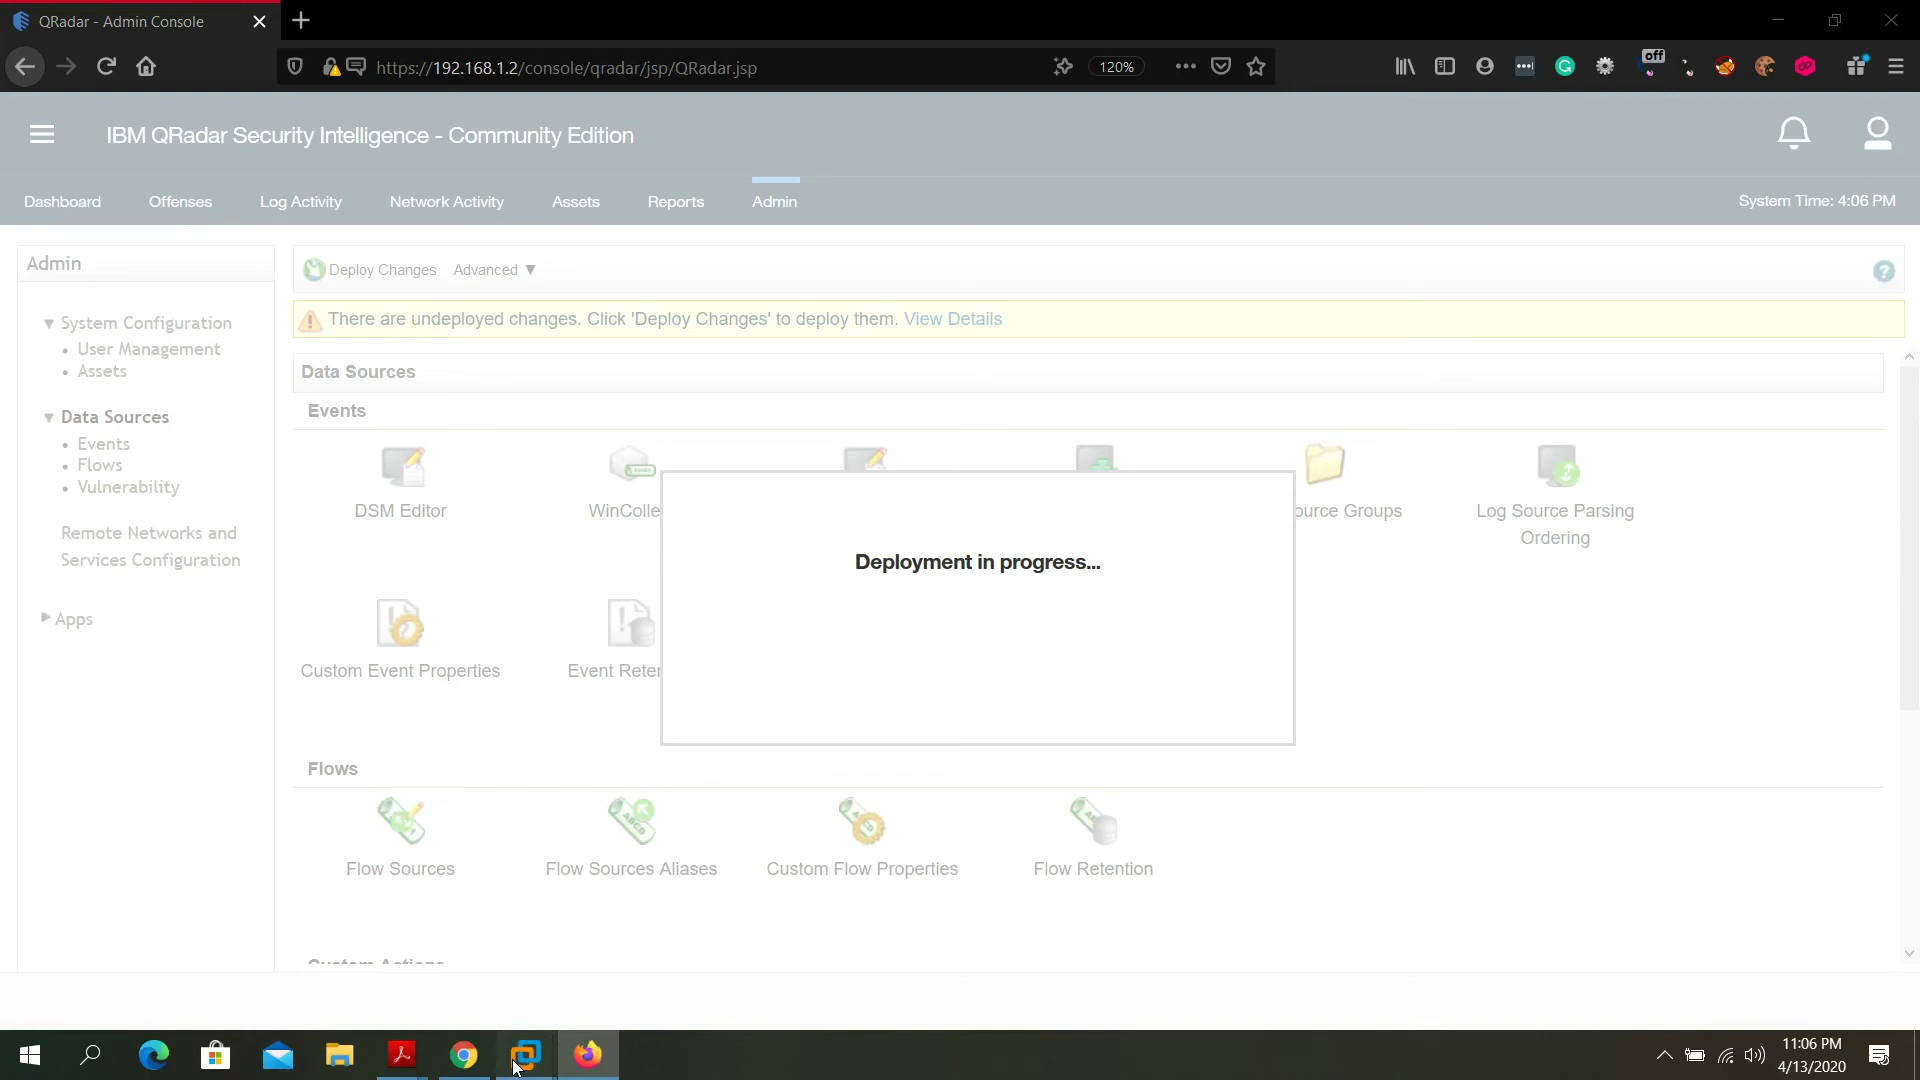 QRadar - Admin Console
https://192.168.1.2/console/qradar/jsp/QRadar.jsp
120%
off
IBM QRadar Security Intelligence - Community Edition
Dashboard
Offenses
Log Activity
Network Activity
Assets
Reports
Admin
System Time: 4:06 PM
Admin
System Configuration
User Management
Assets
Data Sources
Events
Flows
Vulnerability
Remote Networks and
Services Configuration
Apps
Deploy Changes
Advanced ▼
There are undeployed changes. Click 'Deploy Changes' to deploy them. View Details
Data Sources
Events
DSM Editor
WinColle
ource Groups
Log Source Parsing
Ordering
Deployment in progress...
Custom Event Properties
Event Reter
Flows
Flow Sources
Flow Sources Aliases
Custom Flow Properties
Flow Retention
Custom Actions
11:06 PM
4/13/2020